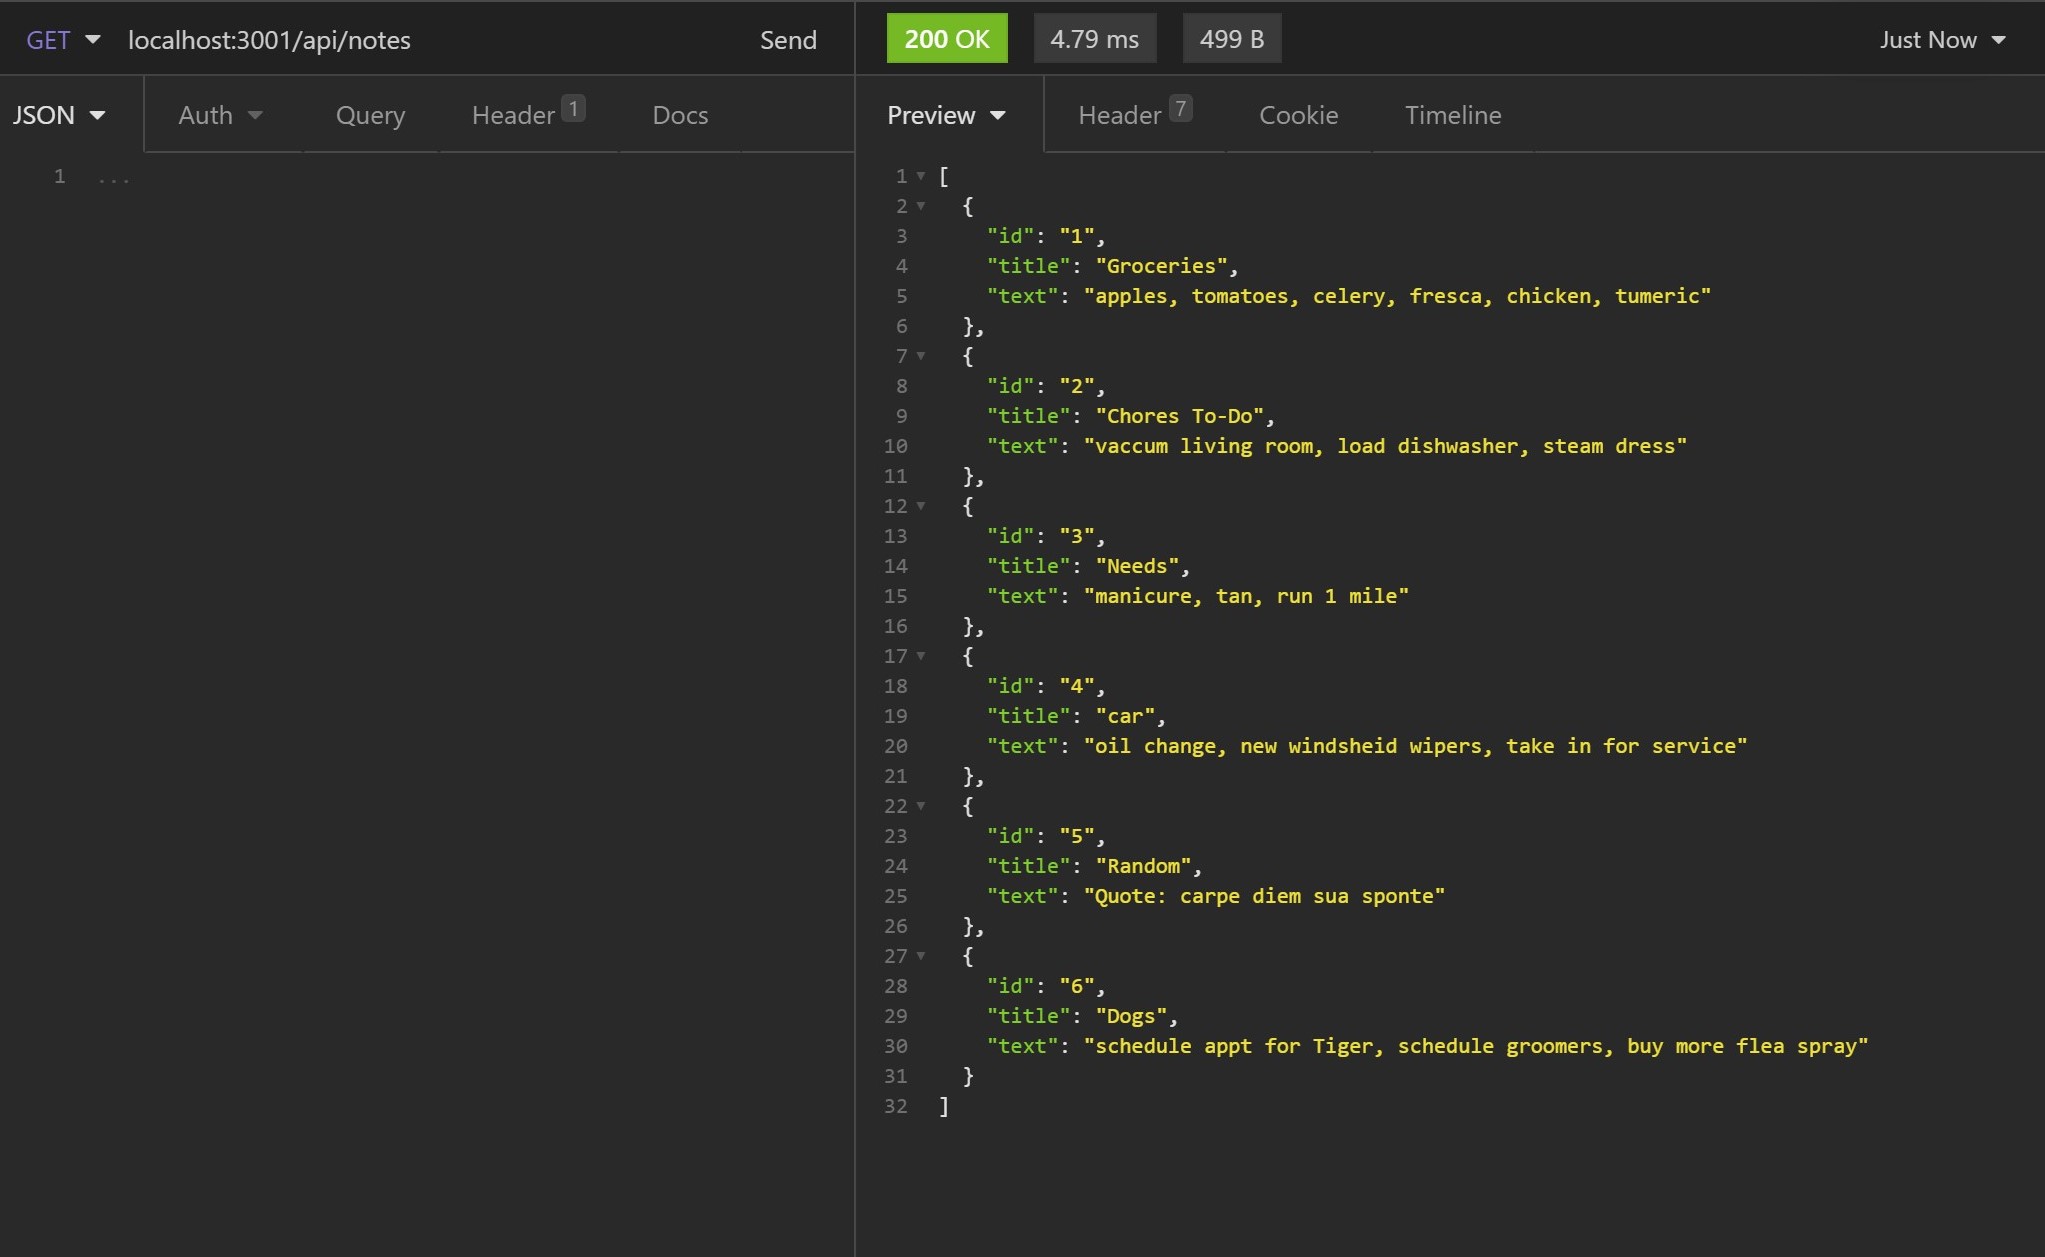 GET localhost:3001/api/notes Send 200 OK 4.79 ms 499 B Just Now
JSON Auth Query Header 1 Docs Preview Header 7 Cookie Timeline
1 ...
1 [
2 {
3 "id": "1",
4 "title": "Groceries",
5 "text": "apples, tomatoes, celery, fresca, chicken, tumeric"
6 },
7 {
8 "id": "2",
9 "title": "Chores To-Do",
10 "text": "vaccum living room, load dishwasher, steam dress"
11 },
12 {
13 "id": "3",
14 "title": "Needs",
15 "text": "manicure, tan, run 1 mile"
16 },
17 {
18 "id": "4",
19 "title": "car",
20 "text": "oil change, new windsheid wipers, take in for service"
21 },
22 {
23 "id": "5",
24 "title": "Random",
25 "text": "Quote: carpe diem sua sponte"
26 },
27 {
28 "id": "6",
29 "title": "Dogs",
30 "text": "schedule appt for Tiger, schedule groomers, buy more flea spray"
31 }
32 ]